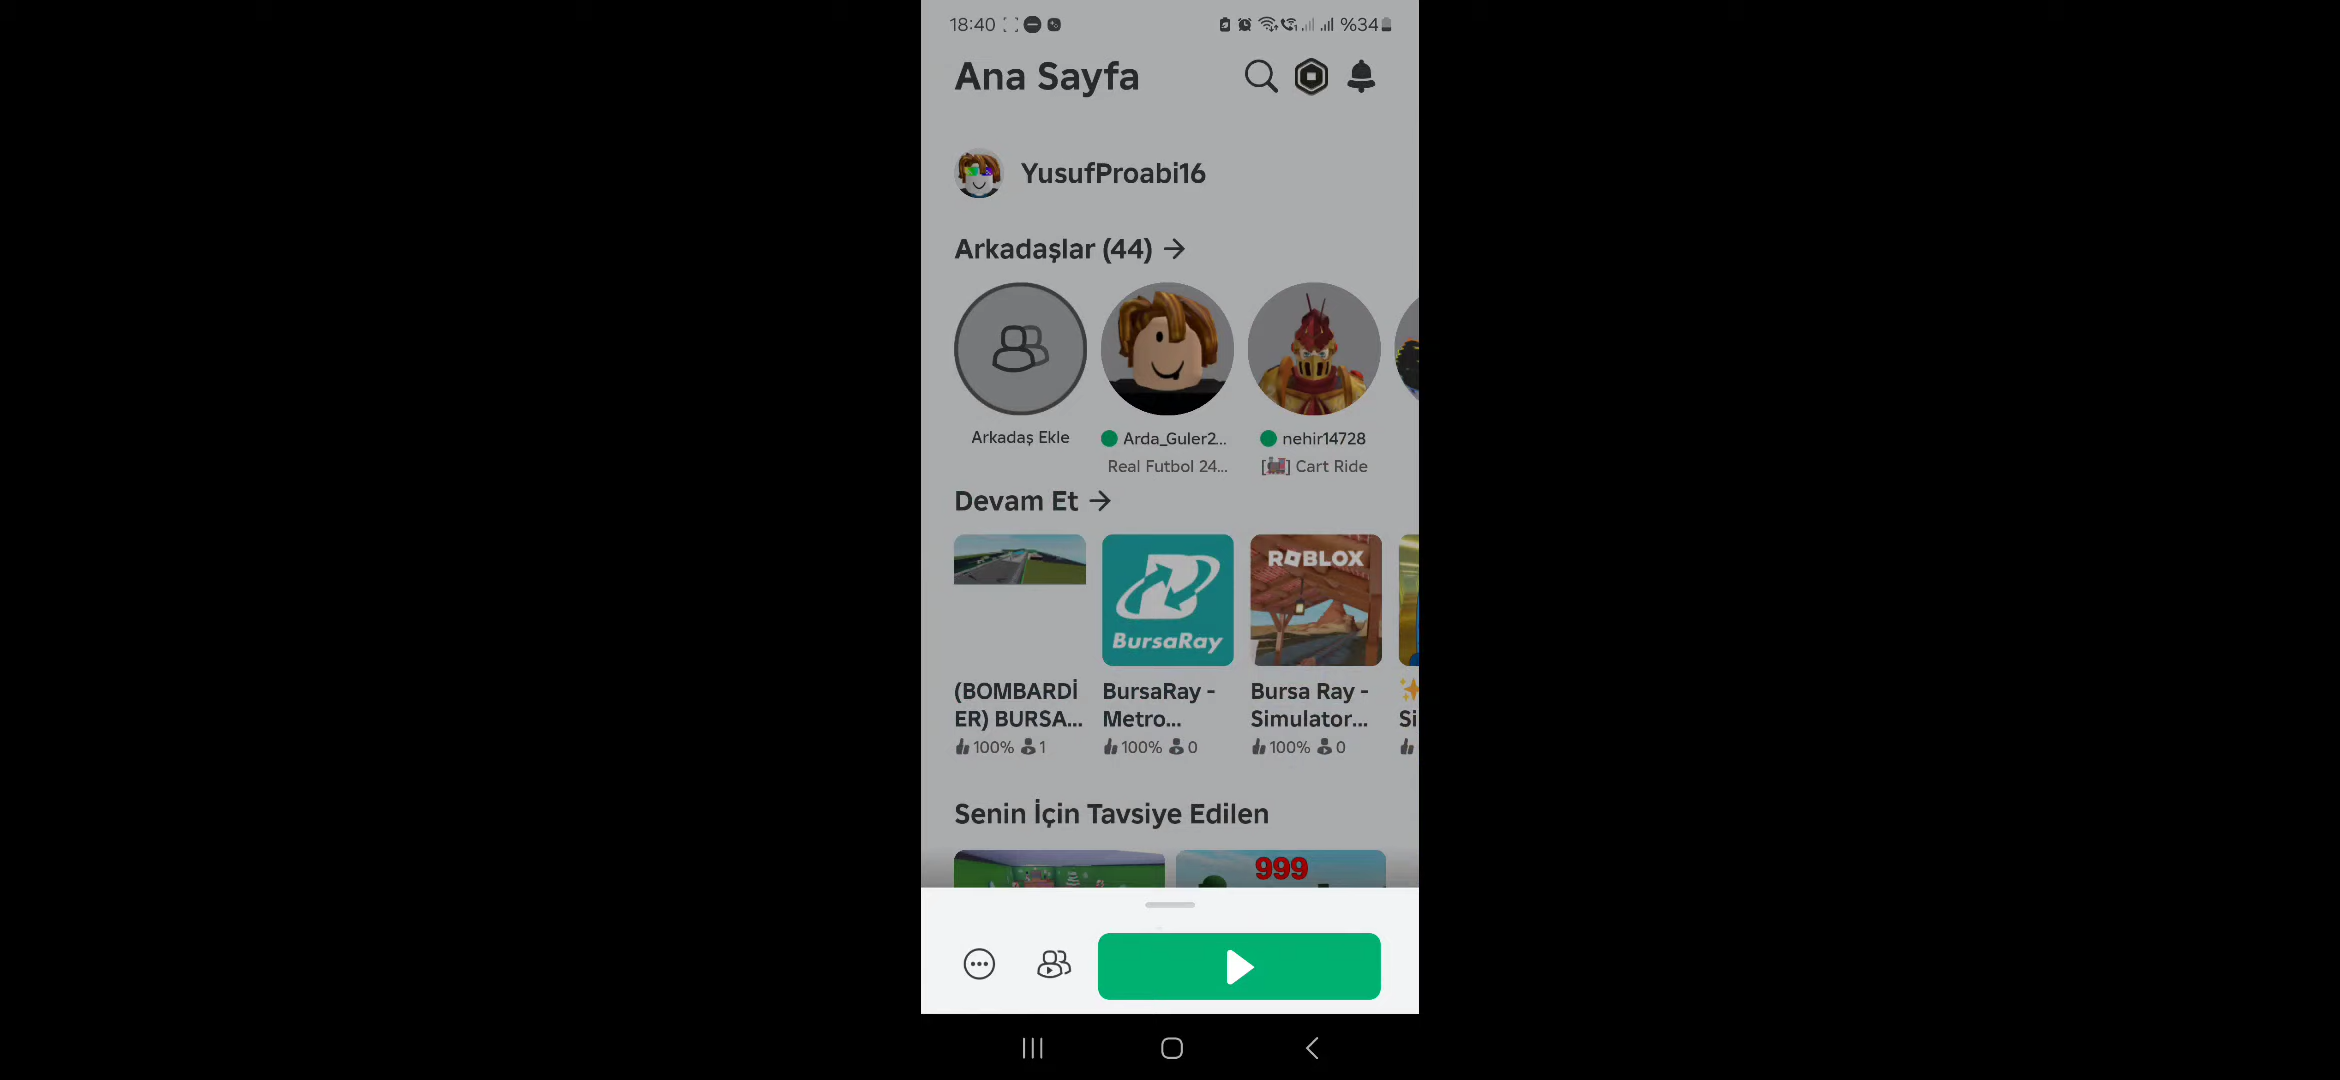 18:40 %34
Ana Sayfa
YusufProabi16
Arkadaşlar (44)
Arkadaş Ekle
Arda_Guler2...
nehir14728
Real Futbol 24...
[🚂] Cart Ride
Devam Et
ROBLOX
BursaRay
(BOMBARDİ
ER) BURSA...
BursaRay -
Metro...
Bursa Ray -
Simulator...
Si
100% 1
100% 0
100% 0
Senin İçin Tavsiye Edilen
999